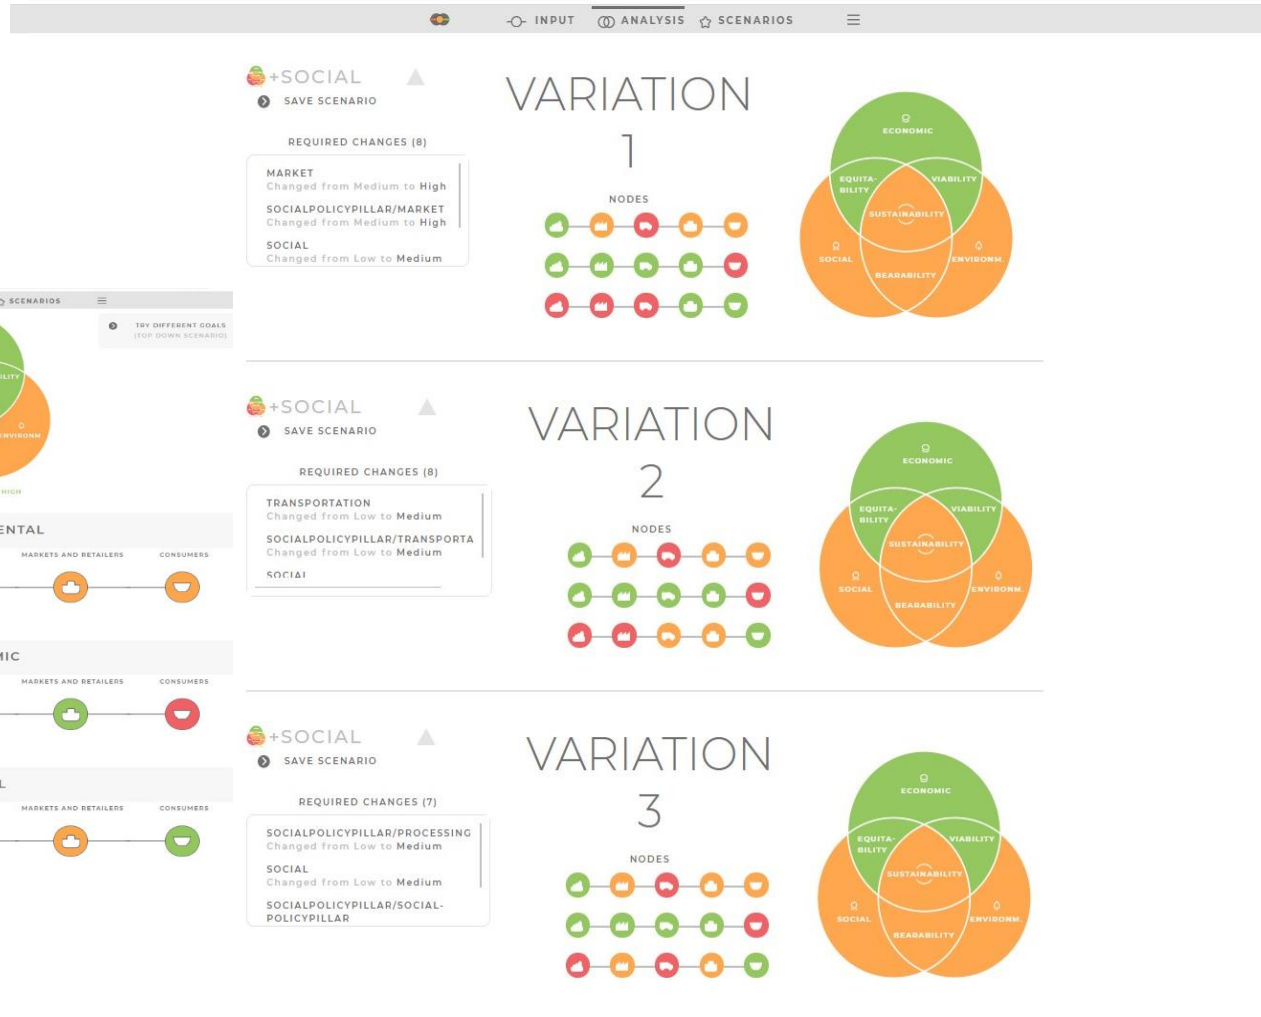 INPUT
ANALYSIS
SCENARIOS
+SOCIAL
SAVE SCENARIO
REQUIRED CHANGES (8)
MARKET
Changed from Medium to High
SOCIALPOLICYPILLAR/MARKET
Changed from Medium to High
SOCIAL
Changed from Low to Medium
VARIATION
1
NODES
ECONOMIC
EQUITA-
BILITY
VIABILITY
SUSTAINABILITY
SOCIAL
ENVIRONM.
BEARABILITY
SCENARIOS
TRY DIFFERENT GOALS
(TOP DOWN SCENARIO)
ILITY
ENVIRONM
HIGH
ENTAL
MARKETS AND RETAILERS
CONSUMERS
MIC
MARKETS AND RETAILERS
CONSUMERS
L
MARKETS AND RETAILERS
CONSUMERS
+SOCIAL
SAVE SCENARIO
REQUIRED CHANGES (8)
TRANSPORTATION
Changed from Low to Medium
SOCIALPOLICYPILLAR/TRANSPORTA
Changed from Low to Medium
SOCIAL
VARIATION
2
NODES
ECONOMIC
EQUITA-
BILITY
VIABILITY
SUSTAINABILITY
SOCIAL
ENVIRONM.
BEARABILITY
+SOCIAL
SAVE SCENARIO
REQUIRED CHANGES (7)
SOCIALPOLICYPILLAR/PROCESSING
Changed from Low to Medium
SOCIAL
Changed from Low to Medium
SOCIALPOLICYPILLAR/SOCIAL-
POLICYPILLAR
VARIATION
3
NODES
ECONOMIC
EQUITA-
BILITY
VIABILITY
SUSTAINABILITY
SOCIAL
ENVIRONM.
BEARABILITY